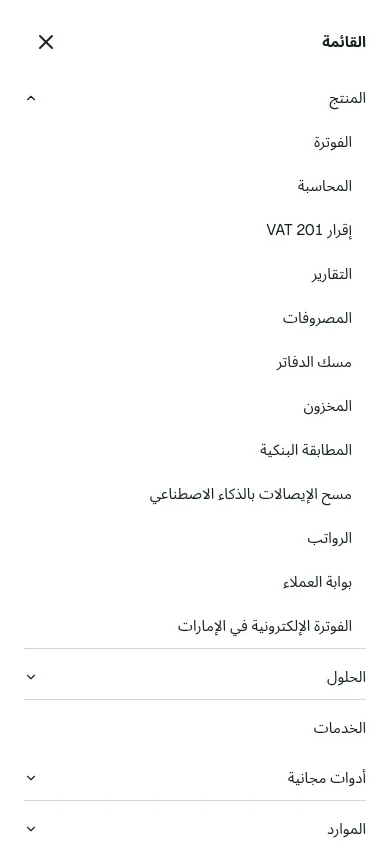 القائمة
المنتج
الفوترة
المحاسبة
إقرار VAT 201
التقارير
المصروفات
مسك الدفاتر
المخزون
المطابقة البنكية
مسح الإيصالات بالذكاء الاصطناعي
الرواتب
بوابة العملاء
الفوترة الإلكترونية في الإمارات
الحلول
الخدمات
أدوات مجانية
الموارد